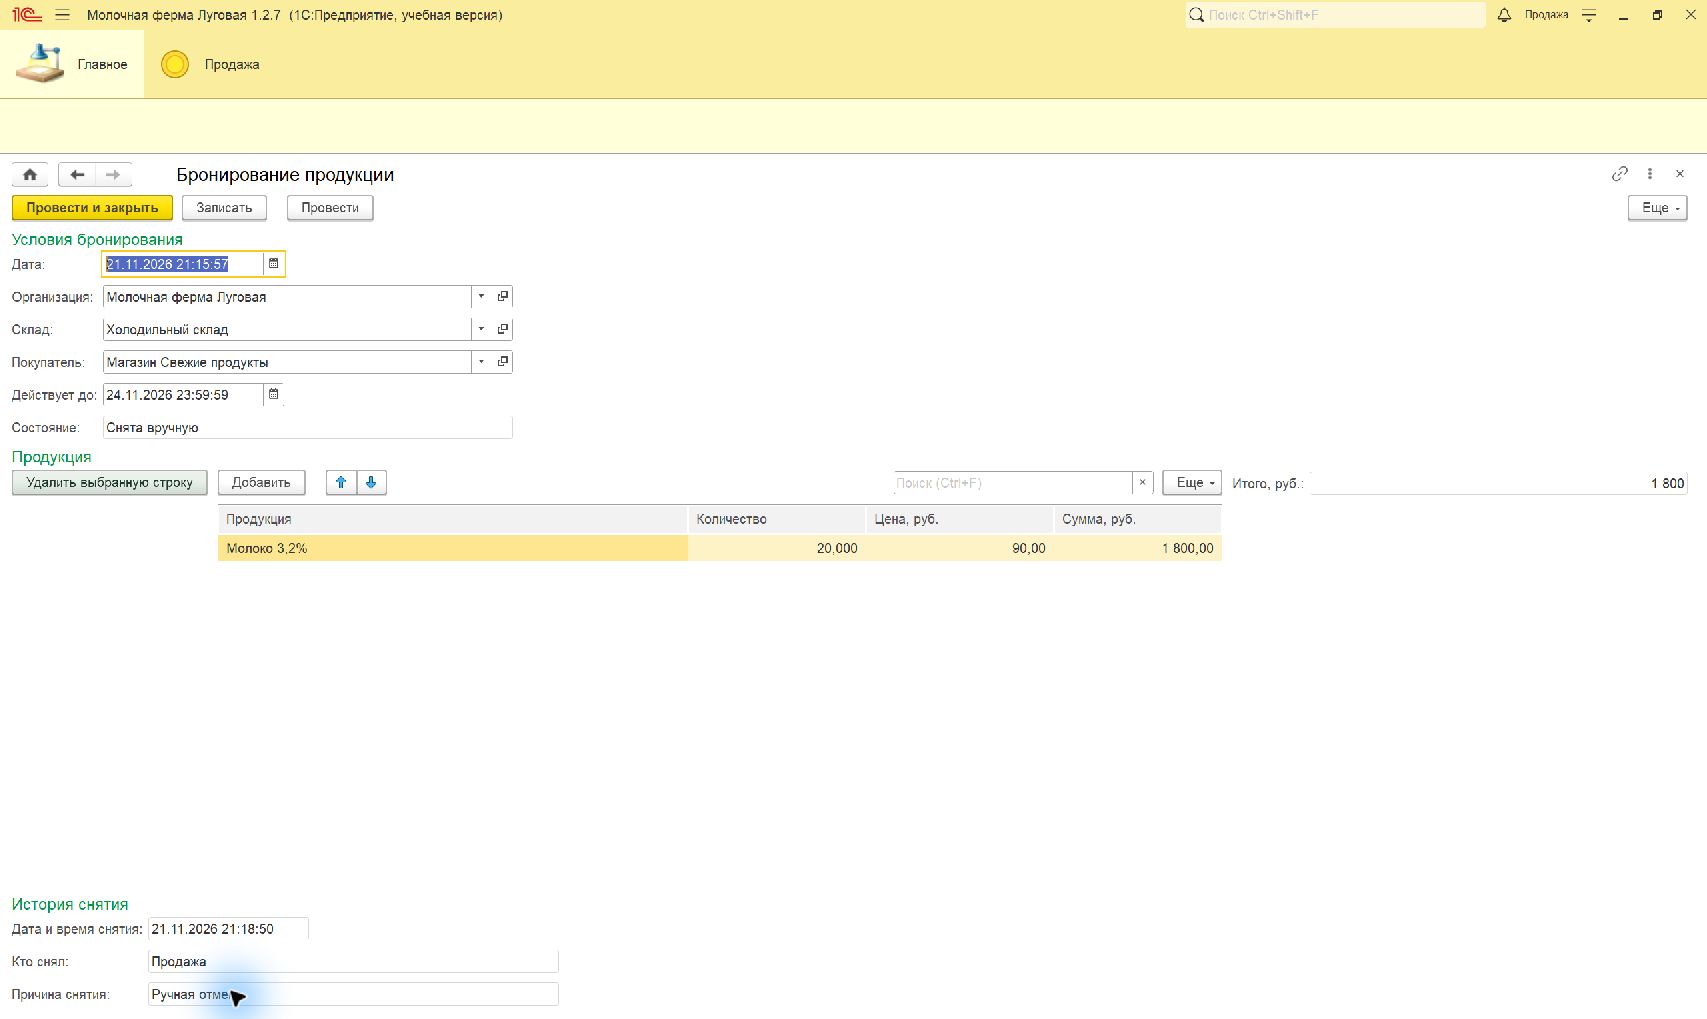 1С Молочная ферма Луговая 1.2.7 (1С:Предприятие, учебная версия) Поиск Ctrl+Shift+F Продажа
Главное Продажа
Бронирование продукции
Провести и закрыть Записать Провести Еще
Условия бронирования
Дата: 21.11.2026 21:15:57
Организация: Молочная ферма Луговая
Склад: Холодильный склад
Покупатель: Магазин Свежие продукты
Действует до: 24.11.2026 23:59:59
Состояние: Снята вручную
Продукция
Удалить выбранную строку Добавить Поиск (Ctrl+F) × Еще Итого, руб.: 1 800
Продукция Количество Цена, руб. Сумма, руб.
Молоко 3,2% 20,000 90,00 1 800,00
История снятия
Дата и время снятия: 21.11.2026 21:18:50
Кто снял: Продажа
Причина снятия: Ручная